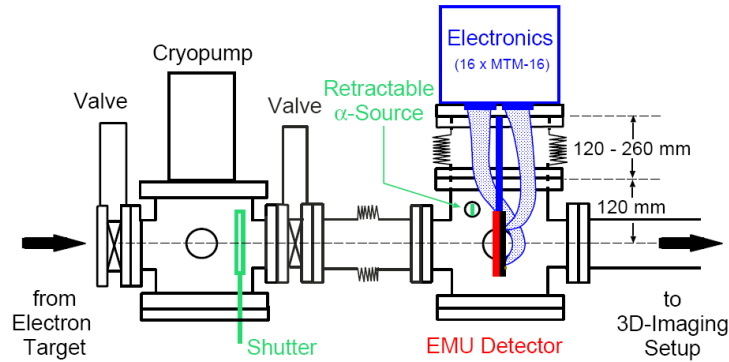 Cryopump
Valve
Valve
Retractable
α-Source
Electronics
(16 x MTM-16)
120 - 260 mm
120 mm
from
Electron
Target
Shutter
EMU Detector
to
3D-Imaging
Setup